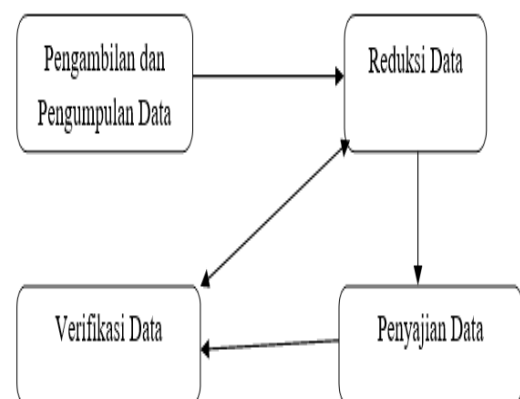 Pengambilan dan
Pengumpulan Data
Reduksi Data
Verifikasi Data
Penyajian Data